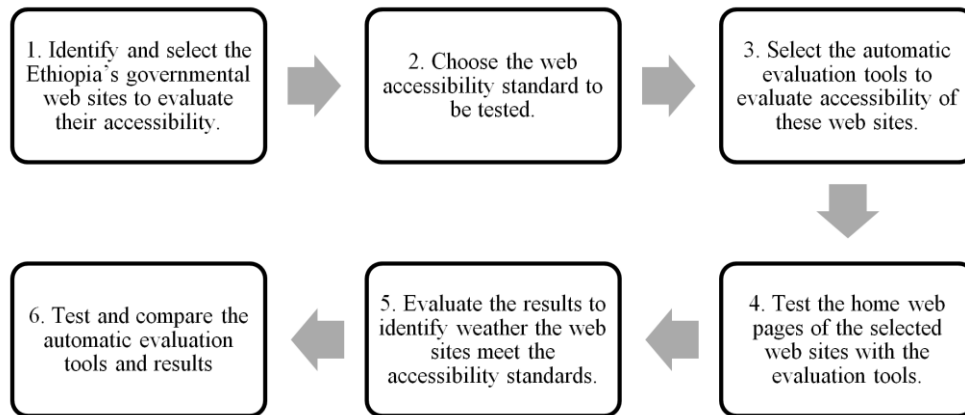 1. Identify and select the
Ethiopia's governmental
web sites to evaluate
their accessibility.
2. Choose the web
accessibility standard to
be tested.
3. Select the automatic
evaluation tools to
evaluate accessibility of
these web sites.
4. Test the home web
pages of the selected
web sites with the
evaluation tools.
5. Evaluate the results to
identify weather the web
sites meet the
accessibility standards.
6. Test and compare the
automatic evaluation
tools and results